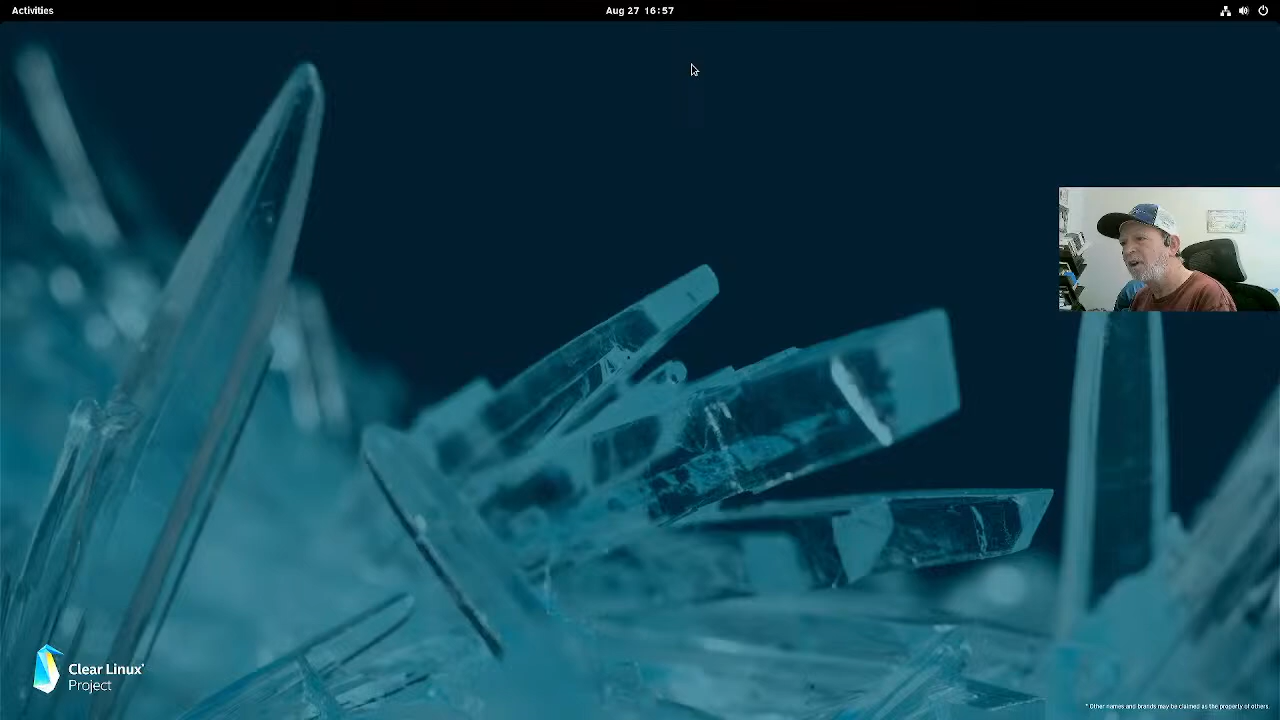 Activities
Aug 27 16:57
Clear Linux*
Project
* Other names and brands may be claimed as the property of others.